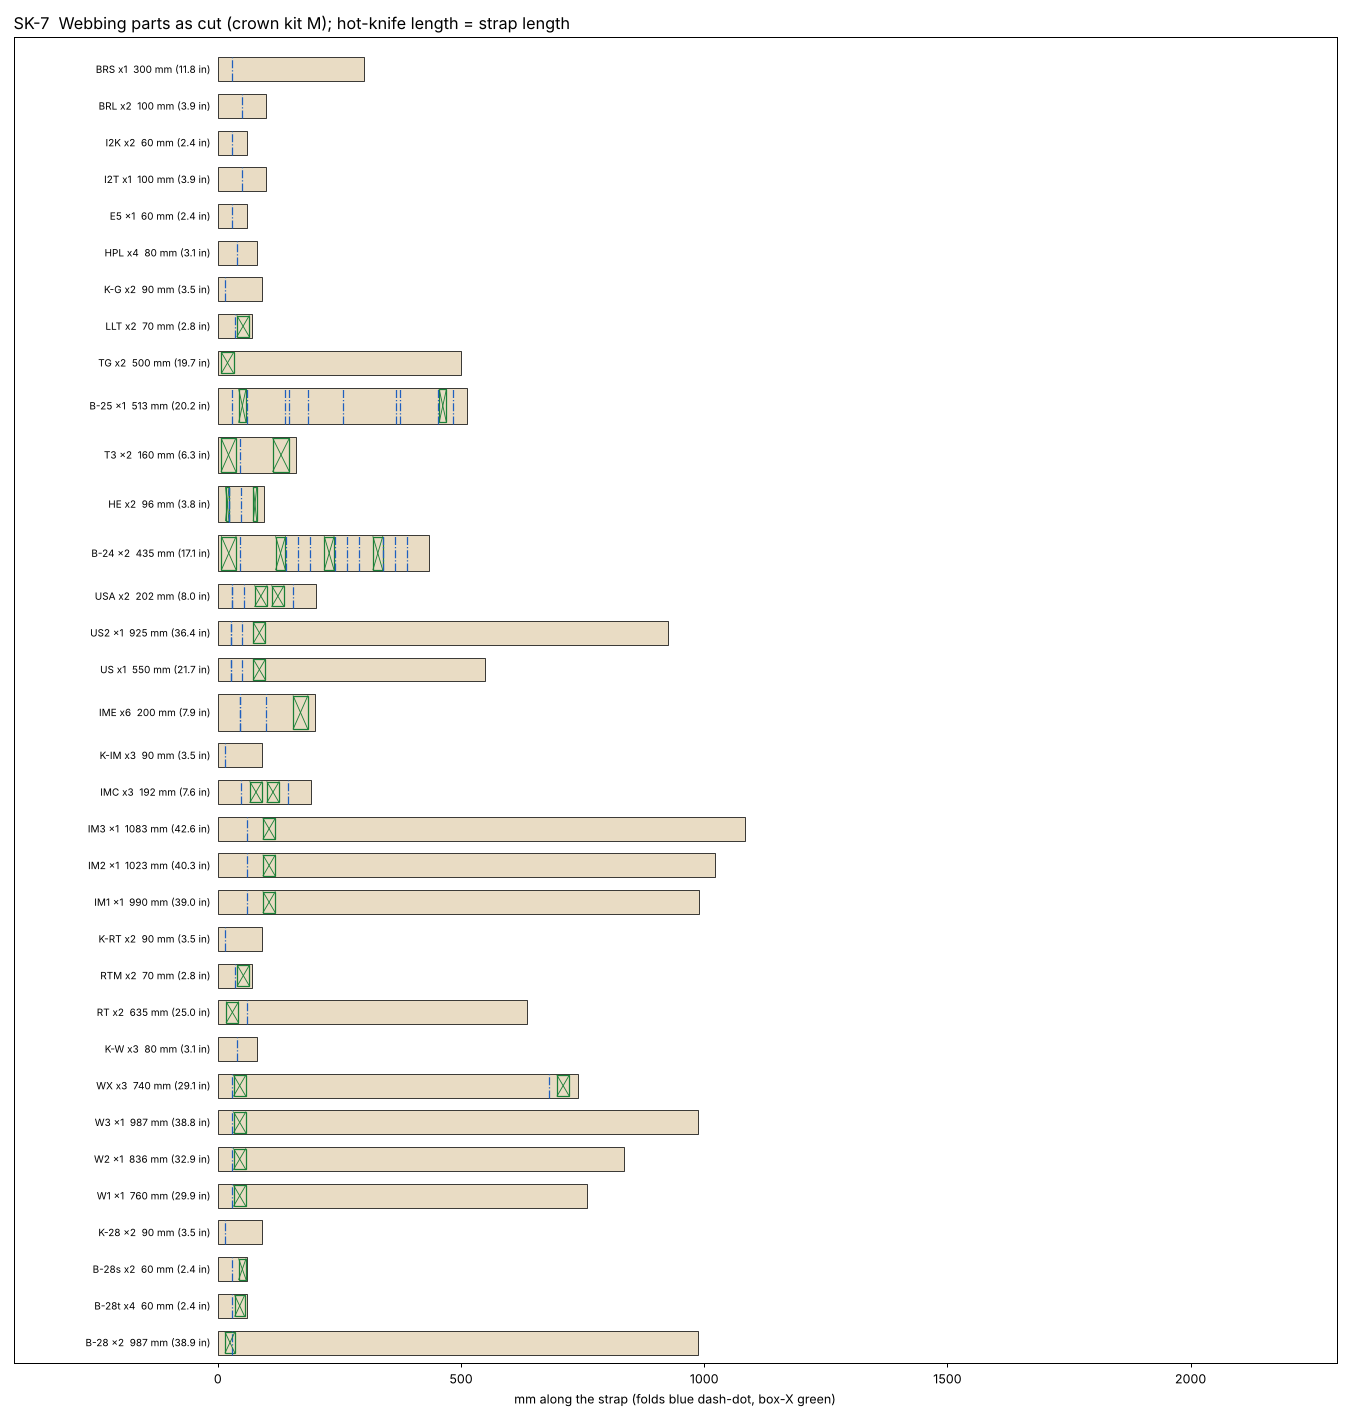 SK-7 Webbing parts as cut (crown kit M); hot-knife length = strap length
BRS x1 300 mm (11.8 in)
BRL x2 100 mm (3.9 in)
I2K x2 60 mm (2.4 in)
I2T x1 100 mm (3.9 in)
E5 ×1 60 mm (2.4 in)
HPL x4 80 mm (3.1 in)
K-G x2 90 mm (3.5 in)
LLT x2 70 mm (2.8 in)
TG x2 500 mm (19.7 in)
B-25 ×1 513 mm (20.2 in)
T3 ×2 160 mm (6.3 in)
HE x2 96 mm (3.8 in)
B-24 ×2 435 mm (17.1 in)
USA x2 202 mm (8.0 in)
US2 ×1 925 mm (36.4 in)
US x1 550 mm (21.7 in)
IME x6 200 mm (7.9 in)
K-IM x3 90 mm (3.5 in)
IMC x3 192 mm (7.6 in)
IM3 ×1 1083 mm (42.6 in)
IM2 ×1 1023 mm (40.3 in)
IM1 ×1 990 mm (39.0 in)
K-RT x2 90 mm (3.5 in)
RTM x2 70 mm (2.8 in)
RT x2 635 mm (25.0 in)
K-W x3 80 mm (3.1 in)
WX x3 740 mm (29.1 in)
W3 ×1 987 mm (38.8 in)
W2 ×1 836 mm (32.9 in)
W1 ×1 760 mm (29.9 in)
K-28 ×2 90 mm (3.5 in)
B-28s x2 60 mm (2.4 in)
B-28t x4 60 mm (2.4 in)
B-28 ×2 987 mm (38.9 in)
0 500 1000 1500 2000
mm along the strap (folds blue dash-dot, box-X green)